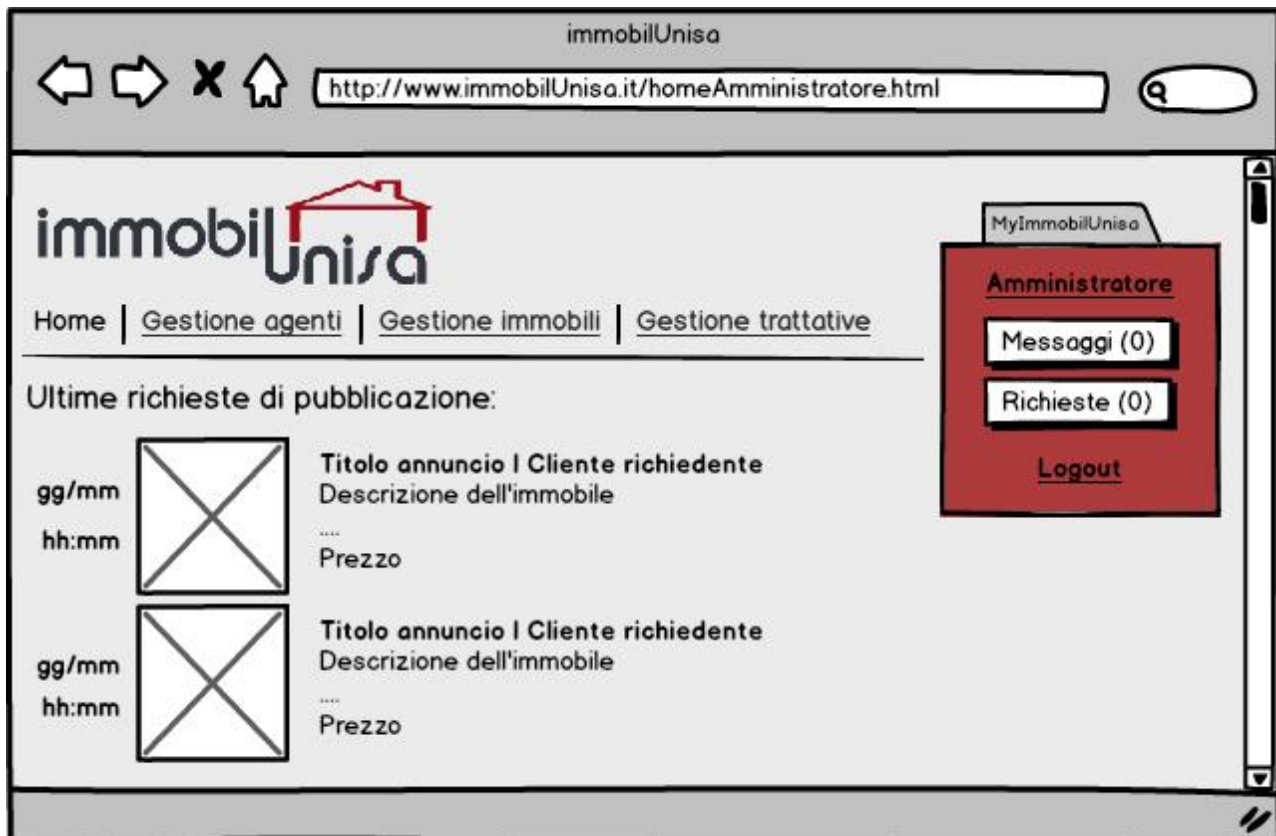 immobilUnisa
http://www.immobilUnisa.it/homeAmministratore.html
immobilUnisa
MyImmobilUnisa
Amministratore
Messaggi (0)
Richieste (0)
Logout
Home | Gestione agenti | Gestione immobili | Gestione trattative
Ultime richieste di pubblicazione:
gg/mm
hh:mm
Titolo annuncio | Cliente richiedente
Descrizione dell'immobile
....
Prezzo
gg/mm
hh:mm
Titolo annuncio | Cliente richiedente
Descrizione dell'immobile
....
Prezzo